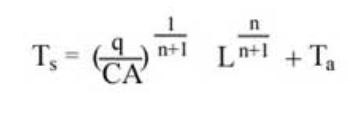 Tₛ = (q/CA)^(1/(n+1)) L^(n/(n+1)) + Tₐ